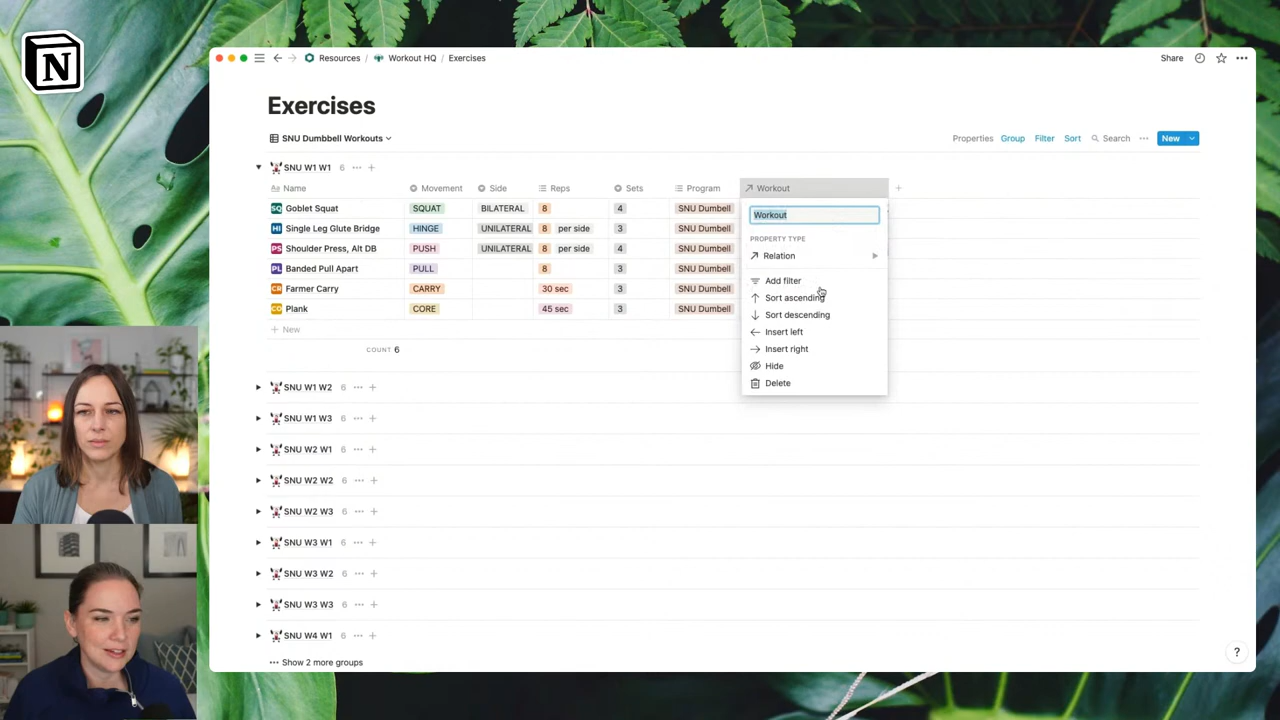 N
Resources / Workout HQ / Exercises
Share
Exercises
SNU Dumbbell Workouts
Properties Group Filter Sort Search New
SNU W1 W1 6
Aa Name Movement Side Reps Sets Program Workout
SQ Goblet Squat SQUAT BILATERAL 8 4 SNU Dumbell
HI Single Leg Glute Bridge HINGE UNILATERAL 8 per side 3 SNU Dumbell
PS Shoulder Press, Alt DB PUSH UNILATERAL 8 per side 4 SNU Dumbell
PL Banded Pull Apart PULL 8 3 SNU Dumbell
CR Farmer Carry CARRY 30 sec 3 SNU Dumbell
CO Plank CORE 45 sec 3 SNU Dumbell
+ New
COUNT 6
Workout
PROPERTY TYPE
Relation
Add filter
Sort ascending
Sort descending
Insert left
Insert right
Hide
Delete
SNU W1 W2 6
SNU W1 W3 6
SNU W2 W1 6
SNU W2 W2 6
SNU W2 W3 6
SNU W3 W1 6
SNU W3 W2 6
SNU W3 W3 6
SNU W4 W1 6
Show 2 more groups
?